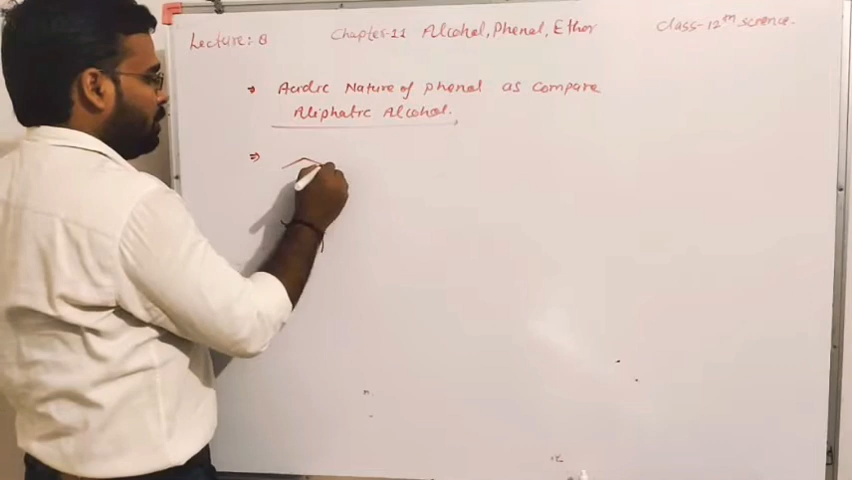 Lecture: 8
Chapter-11 Alcohol, Phenol, Ether
Class-12th science.
Acidic Nature of phenol as compare
Aliphatic Alcohol.